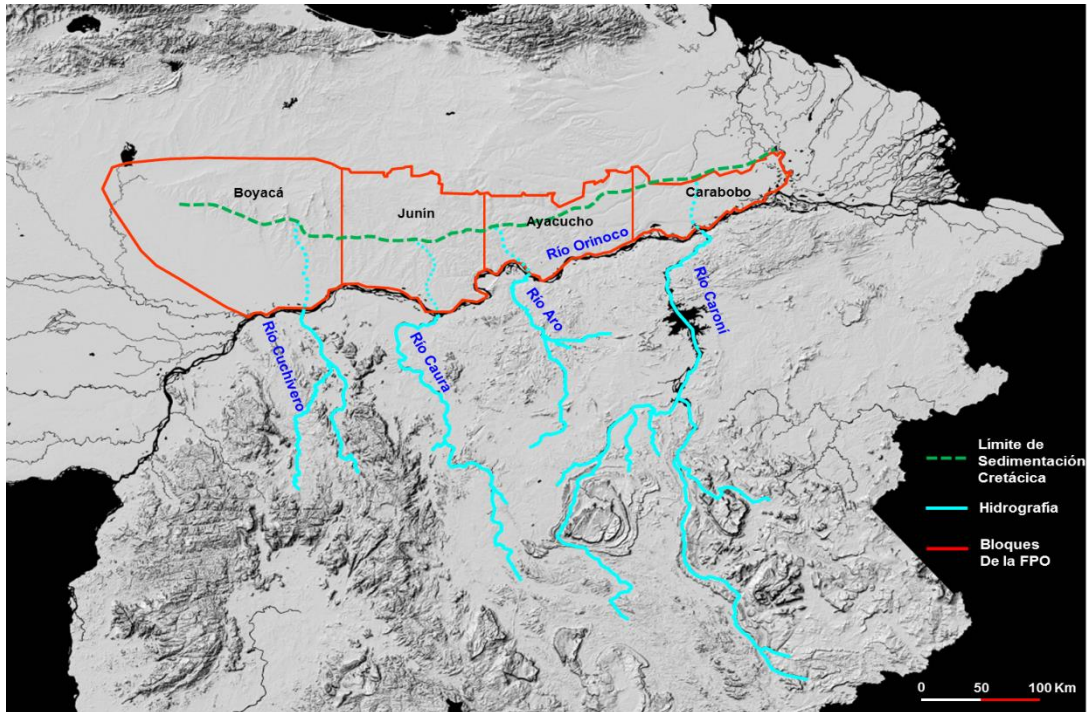 Boyacá
Junín
Ayacucho
Carabobo
Río Orinoco
Río Cuchivero
Río Caura
Río Aro
Río Caroní
Límite de
Sedimentación
Cretácica
Hidrografía
Bloques
De la FPO
0 50 100 Km